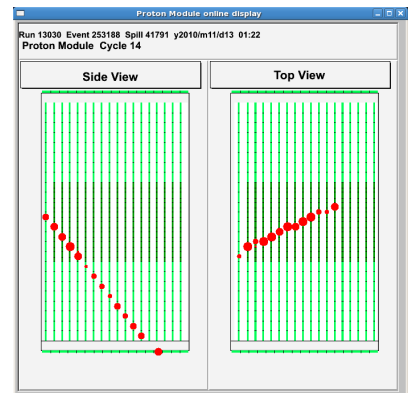 Proton Module online display
Run 13030 Event 253188 Spill 41791 y2010/m11/d13 01:22
Proton Module Cycle 14
Side View
Top View